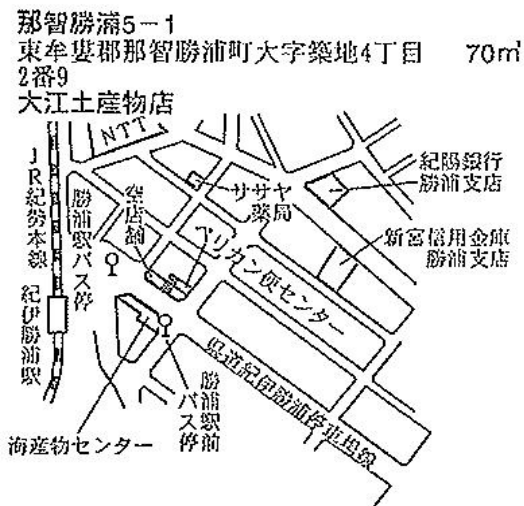 那智勝浦5－1
東牟婁郡那智勝浦町大字築地4丁目 70㎡
2番9
大江土産物店
NTT
JR紀勢本線
紀伊勝浦駅
勝浦駅バス停
空店舗
ササヤ
薬局
ペリカン便センター
紀陽銀行
勝浦支店
新宮信用金庫
勝浦支店
県道紀伊勝浦停車場線
勝浦駅前
バス停
海産物センター